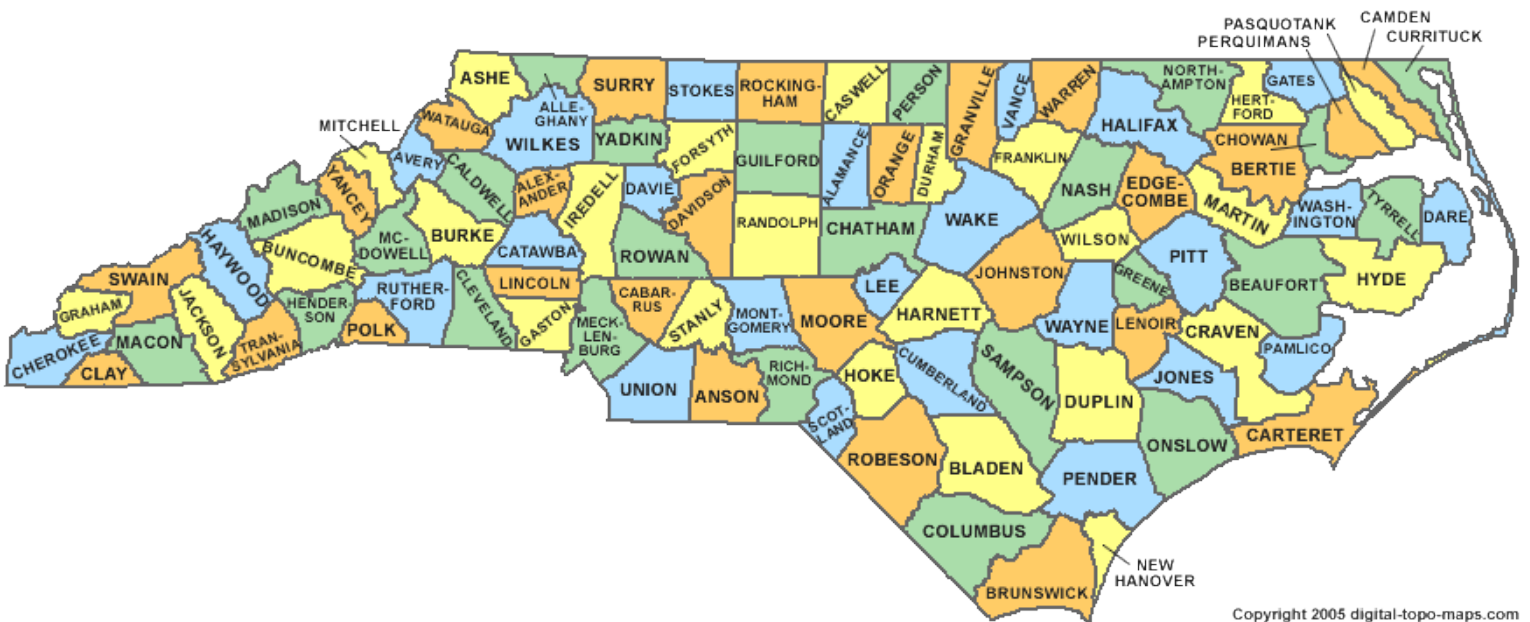 PASQUOTANK
CAMDEN
PERQUIMANS
CURRITUCK
ASHE
ALLE-
GHANY
SURRY
STOKES
ROCKING-
HAM
CASWELL
PERSON
GRANVILLE
VANCE
WARREN
NORTH-
AMPTON
HERT-
FORD
GATES
MITCHELL
WATAUGA
WILKES
YADKIN
FORSYTH
GUILFORD
ALAMANCE
ORANGE
DURHAM
FRANKLIN
HALIFAX
CHOWAN
BERTIE
AVERY
CALDWELL
ALEX-
ANDER
IREDELL
DAVIE
DAVIDSON
RANDOLPH
CHATHAM
WAKE
NASH
EDGE-
COMBE
MARTIN
WASH-
INGTON
TYRRELL
DARE
YANCEY
MADISON
BUNCOMBE
MC-
DOWELL
BURKE
CATAWBA
ROWAN
WILSON
PITT
HAYWOOD
SWAIN
GRAHAM
JACKSON
HENDER-
SON
RUTHER-
FORD
CLEVELAND
LINCOLN
GASTON
CABAR-
RUS
STANLY
MONT-
GOMERY
MOORE
LEE
HARNETT
JOHNSTON
GREENE
BEAUFORT
HYDE
CHEROKEE
CLAY
MACON
TRAN-
SYLVANIA
POLK
MECK-
LEN-
BURG
UNION
ANSON
RICH-
MOND
SCOT-
LAND
HOKE
CUMBERLAND
SAMPSON
WAYNE
LENOIR
CRAVEN
PAMLICO
JONES
DUPLIN
ONSLOW
CARTERET
ROBESON
BLADEN
PENDER
COLUMBUS
BRUNSWICK
NEW
HANOVER
Copyright 2005 digital-topo-maps.com